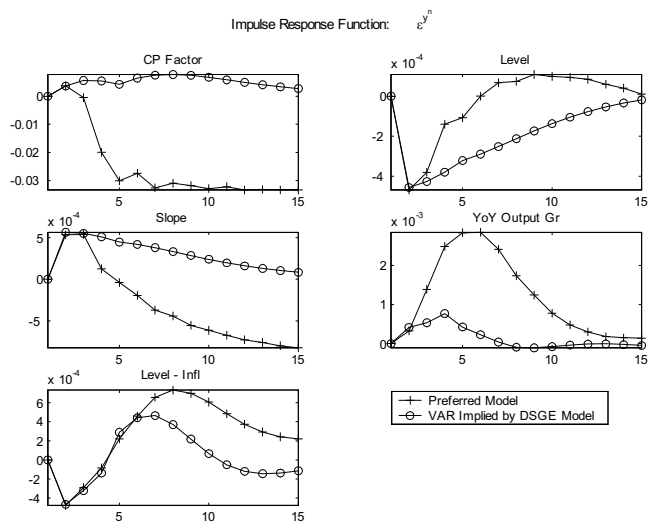 Impulse Response Function: ε^{y^n}
CP Factor
0
-0.01
-0.02
-0.03
5 10 15
Level
x 10^{-4}
0
-2
-4
5 10 15
Slope
x 10^{-4}
5
0
-5
5 10 15
YoY Output Gr
x 10^{-3}
2
1
0
5 10 15
Level - Infl
x 10^{-4}
6
4
2
0
-2
-4
5 10 15
Preferred Model
VAR Implied by DSGE Model